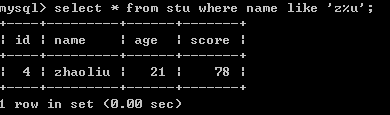 mysql> select * from stu where name like 'z%u';
+----+---------+------+-------+
| id | name | age | score |
+----+---------+------+-------+
| 4 | zhaoliu | 21 | 78 |
+----+---------+------+-------+
1 row in set (0.00 sec)